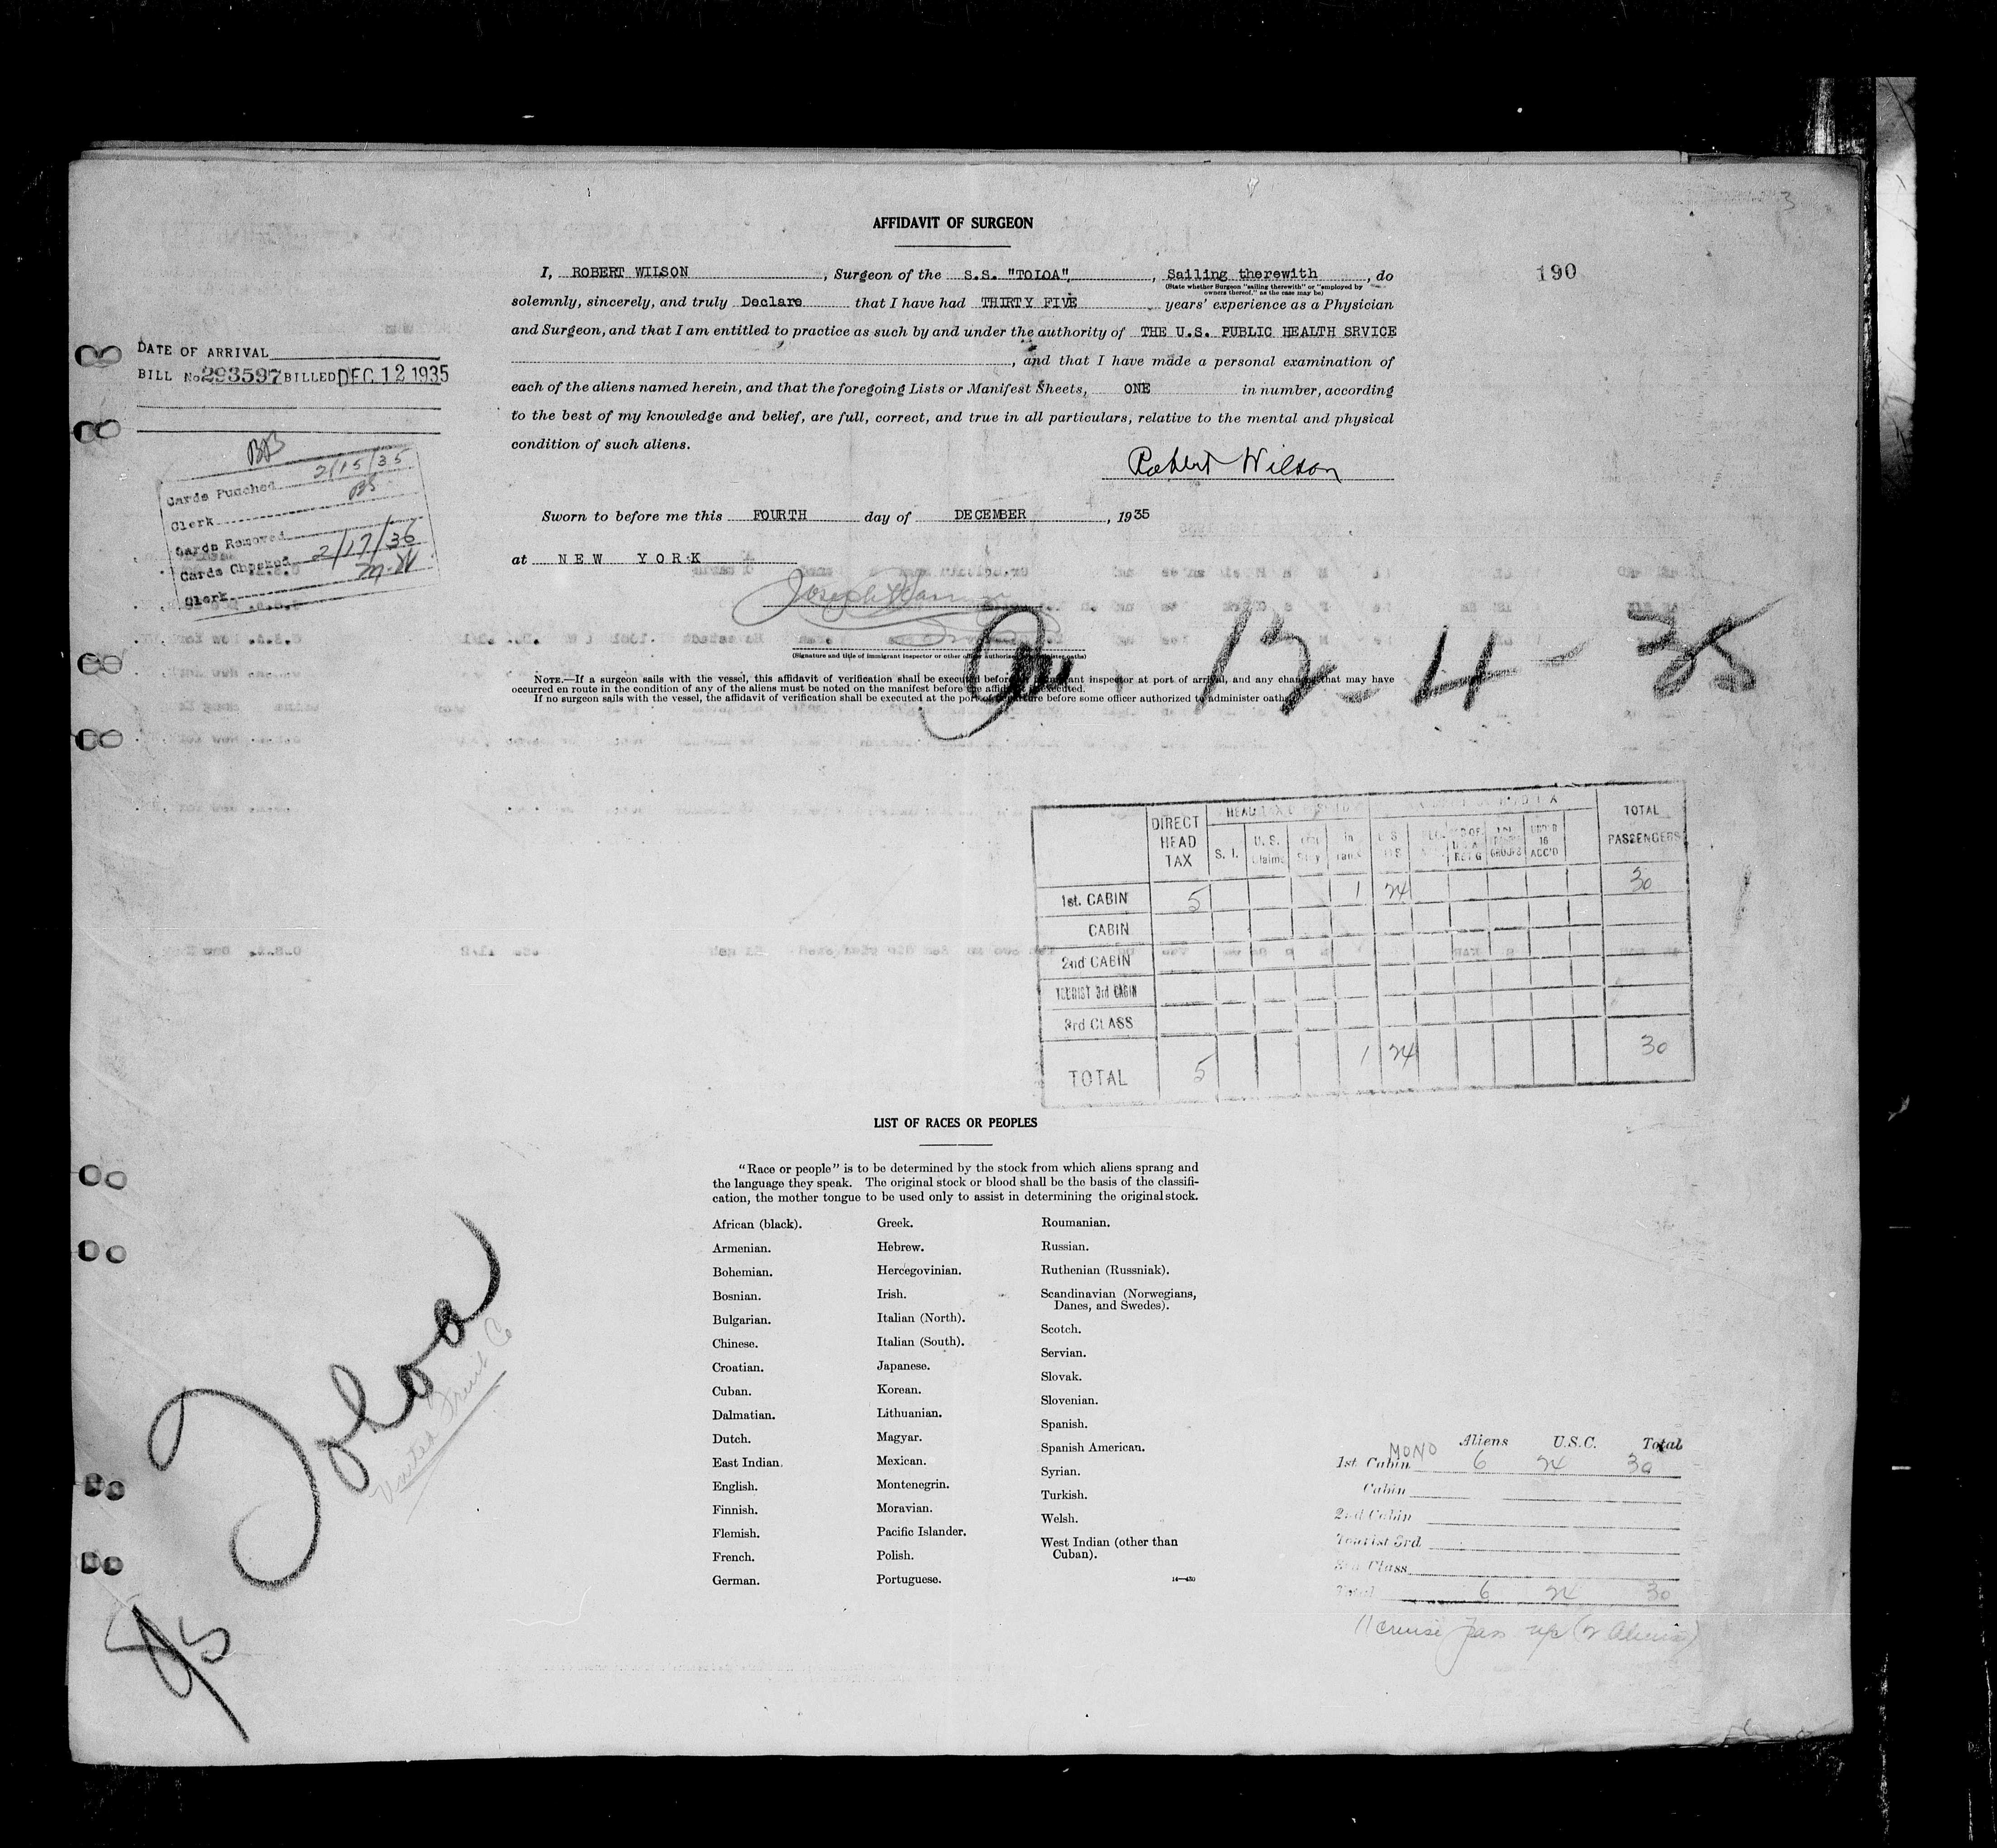 AFFIDAVIT OF SURGEON
190
I, ROBERT WILSON, Surgeon of the S.S. "TOLOA", Sailing therewith, do
(State whether Surgeon "sailing therewith" or "employed by
owners thereof," as the case may be)
solemnly, sincerely, and truly Declare that I have had THIRTY FIVE years' experience as a Physician
and Surgeon, and that I am entitled to practice as such by and under the authority of THE U.S. PUBLIC HEALTH SRVICE
, and that I have made a personal examination of
each of the aliens named herein, and that the foregoing Lists or Manifest Sheets, ONE in number, according
to the best of my knowledge and belief, are full, correct, and true in all particulars, relative to the mental and physical
condition of such aliens.
Robert Wilson
Sworn to before me this FOURTH day of DECEMBER, 1935
at NEW YORK
(Signature and title of immigrant inspector or other officer authorized to administer oaths)
12-4-35
NOTE.—If a surgeon sails with the vessel, this affidavit of verification shall be executed before immigrant inspector at port of arrival, and any changes that may have
occurred en route in the condition of any of the aliens must be noted on the manifest before the affidavit is executed.
If no surgeon sails with the vessel, the affidavit of verification shall be executed at the port of departure before some officer authorized to administer oaths.
DATE OF ARRIVAL
BILL No. 293597 BILLED DEC 12 1935
BB
Cards Punched 2/15/35
Clerk BS
Cards Removed
Cards Checked 2/17/36
Clerk
DIRECT HEAD TAX
HEAD TAX
TOTAL PASSENGERS
S. I.
U. S. Claims
in trans
U.S.
UNDER 16 ACC'D
1st. CABIN 5 1 24 30
CABIN
2nd CABIN
TOURIST 3rd CABIN
3rd CLASS
TOTAL 5 1 24 30
LIST OF RACES OR PEOPLES
"Race or people" is to be determined by the stock from which aliens sprang and
the language they speak. The original stock or blood shall be the basis of the classifi-
cation, the mother tongue to be used only to assist in determining the original stock.
African (black).
Armenian.
Bohemian.
Bosnian.
Bulgarian.
Chinese.
Croatian.
Cuban.
Dalmatian.
Dutch.
East Indian.
English.
Finnish.
Flemish.
French.
German.
Greek.
Hebrew.
Hercegovinian.
Irish.
Italian (North).
Italian (South).
Japanese.
Korean.
Lithuanian.
Magyar.
Mexican.
Montenegrin.
Moravian.
Pacific Islander.
Polish.
Portuguese.
Roumanian.
Russian.
Ruthenian (Russniak).
Scandinavian (Norwegians,
Danes, and Swedes).
Scotch.
Servian.
Slovak.
Slovenian.
Spanish.
Spanish American.
Syrian.
Turkish.
Welsh.
West Indian (other than
Cuban).
14—430
Toloa
United Fruit Co
MONO
Aliens U.S.C. Total
1st. Cabin 6 24 30
Cabin
2nd Cabin
Tourist 3rd
3rd Class
Total 6 24 30
11 cruise pass